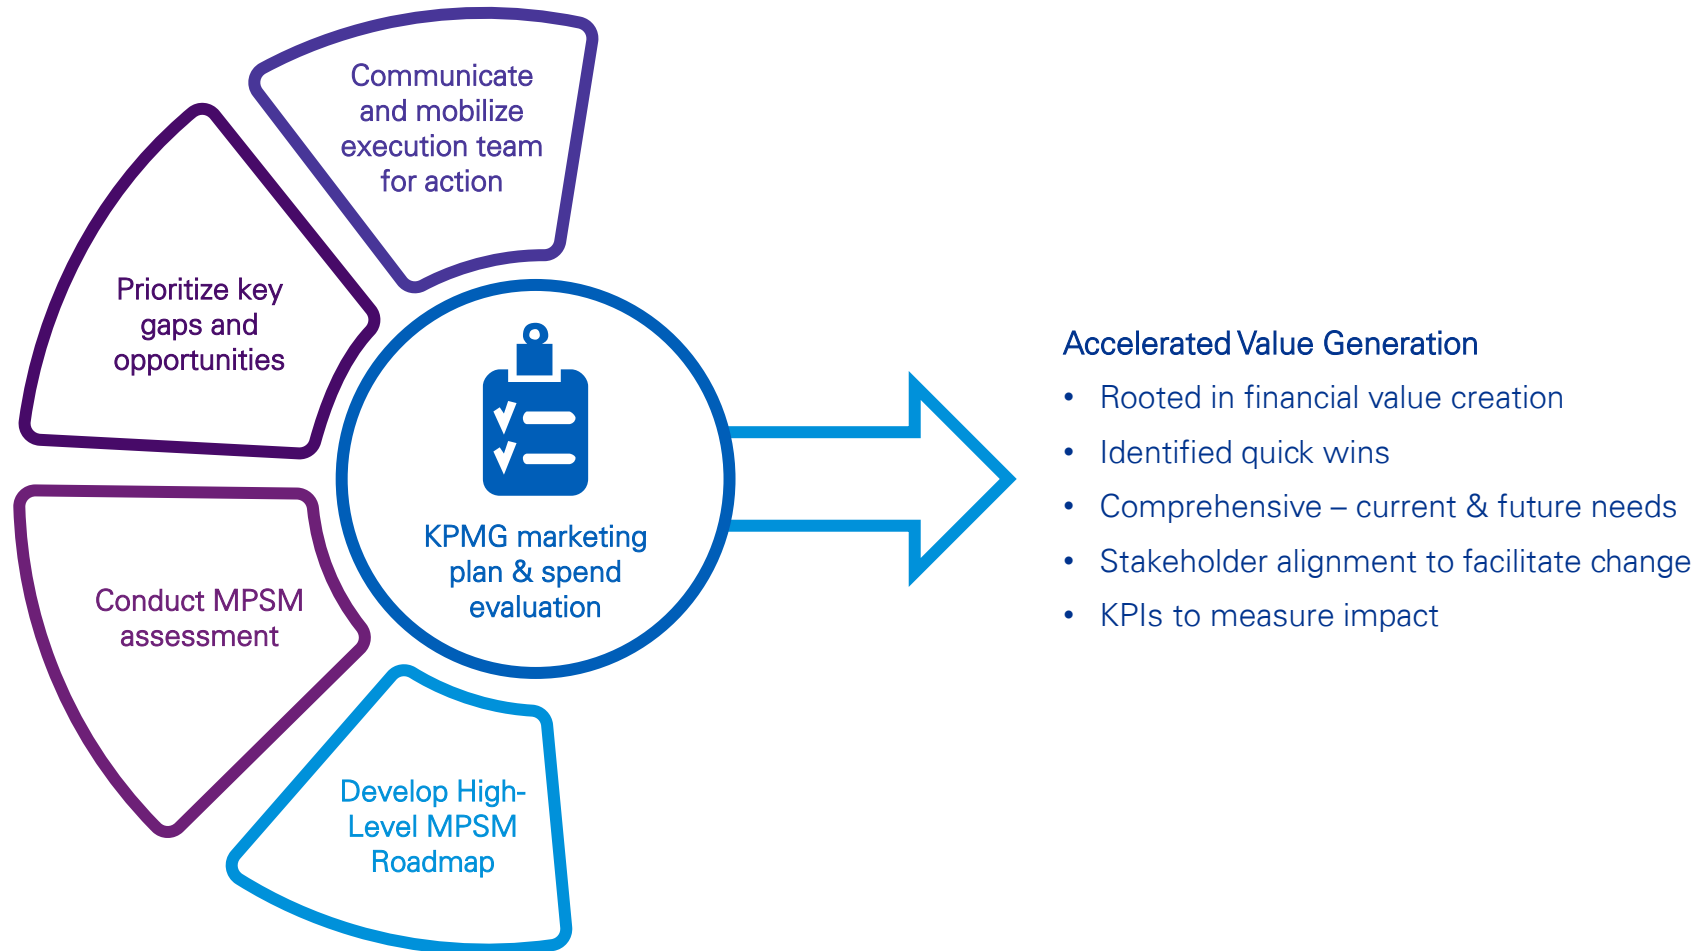 Communicate
and mobilize
execution team
for action
Prioritize key
gaps and
opportunities
Conduct MPSM
assessment
Develop High-
Level MPSM
Roadmap
KPMG marketing
plan & spend
evaluation
Accelerated Value Generation
• Rooted in financial value creation
• Identified quick wins
• Comprehensive – current & future needs
• Stakeholder alignment to facilitate change
• KPIs to measure impact